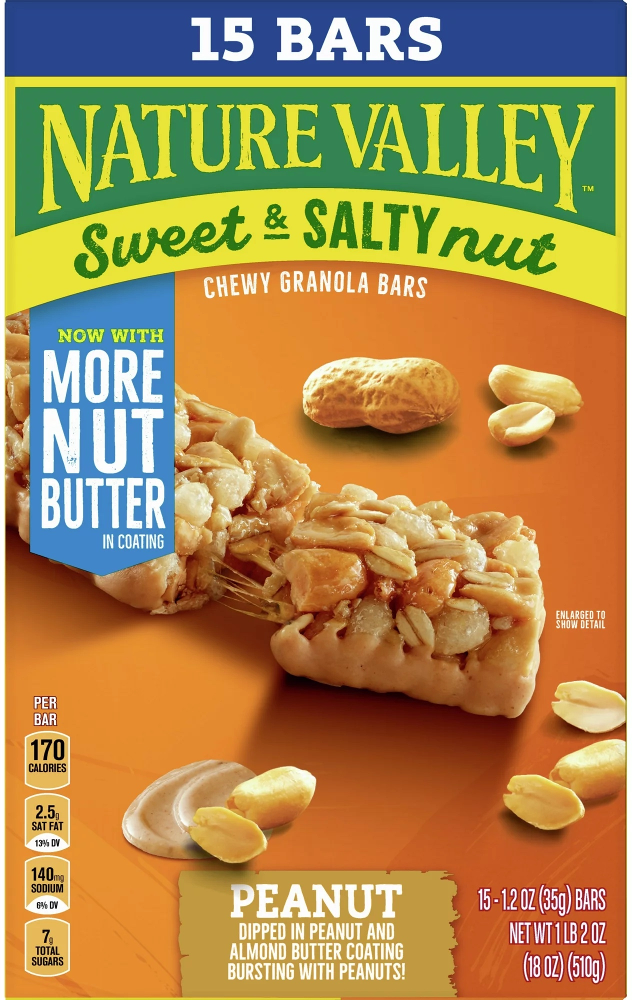 15 BARS
NATURE VALLEY™
Sweet & SALTY nut
CHEWY GRANOLA BARS
NOW WITH
MORE
NUT
BUTTER
IN COATING
ENLARGED TO
SHOW DETAIL
PER
BAR
170
CALORIES
2.5g
SAT FAT
13% DV
140mg
SODIUM
6% DV
7g
TOTAL
SUGARS
PEANUT
DIPPED IN PEANUT AND
ALMOND BUTTER COATING
BURSTING WITH PEANUTS!
15 - 1.2 OZ (35g) BARS
NET WT 1 LB 2 OZ
(18 OZ) (510g)